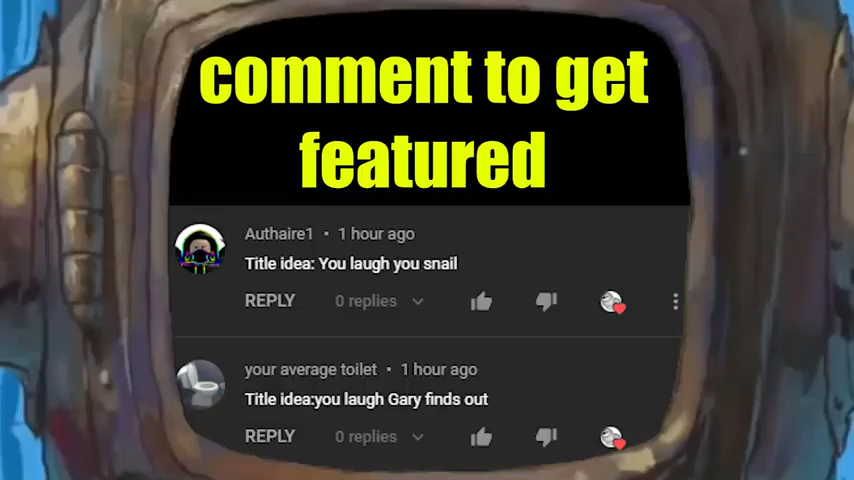 comment to get
featured
Authaire1 • 1 hour ago
Title idea: You laugh you snail
REPLY 0 replies
your average toilet • 1 hour ago
Title idea:you laugh Gary finds out
REPLY 0 replies